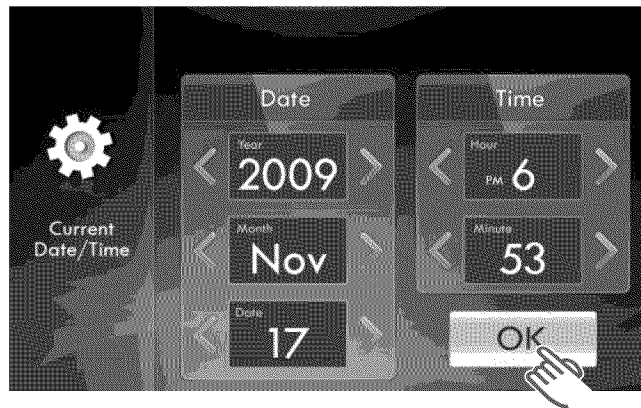 Current
Date/Time
Date
Year
2009
Month
Nov
Date
17
Time
Hour
PM 6
Minute
53
OK